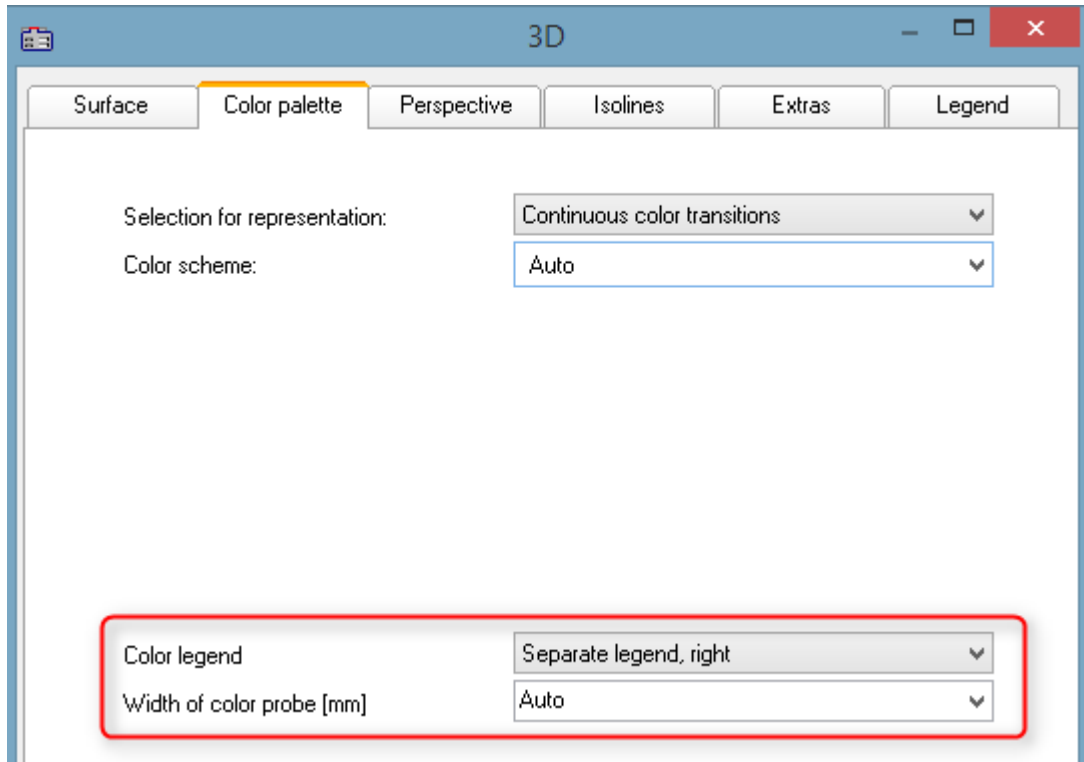 3D
Surface Color palette Perspective Isolines Extras Legend
Selection for representation: Continuous color transitions
Color scheme: Auto
Color legend Separate legend, right
Width of color probe [mm] Auto